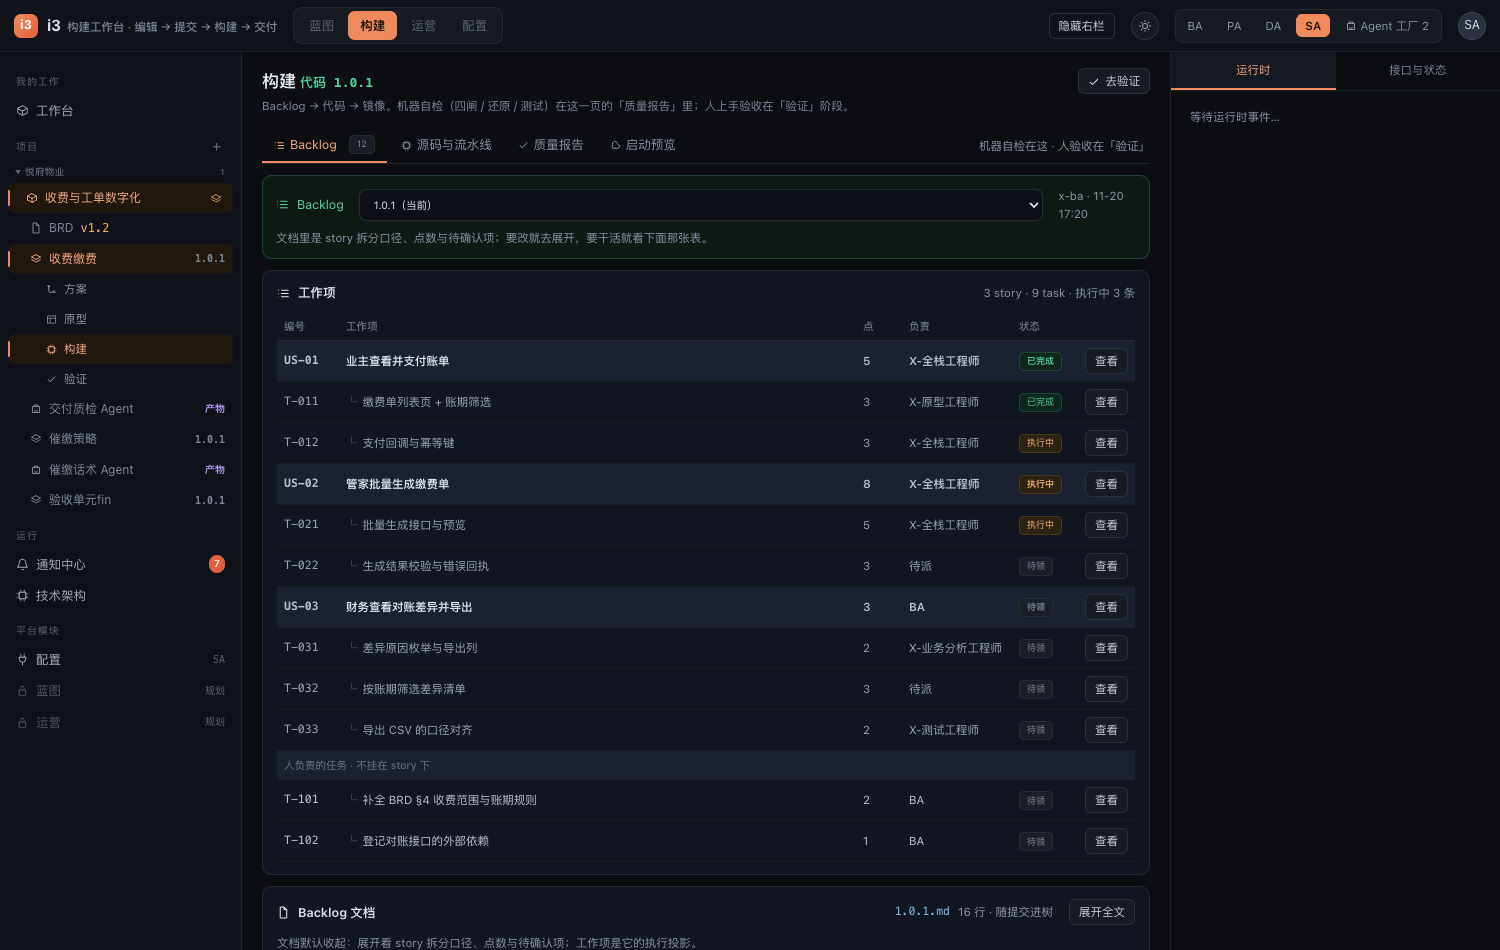 i3 i3 构建工作台 · 编辑 → 提交 → 构建 → 交付 蓝图 构建 运营 配置 隐藏右栏 BA PA DA SA Agent 工厂 2 SA
我的工作
工作台
项目 +
悦府物业 1
收费与工单数字化
BRD v1.2
收费缴费 1.0.1
方案
原型
构建
验证
交付质检 Agent 产物
催缴策略 1.0.1
催缴话术 Agent 产物
验收单元fin 1.0.1
运行
通知中心 7
技术架构
平台模块
配置 SA
蓝图 规划
运营 规划
构建 代码 1.0.1 去验证
Backlog → 代码 → 镜像。机器自检（四闸 / 还原 / 测试）在这一页的「质量报告」里；人上手验收在「验证」阶段。
Backlog 12 源码与流水线 质量报告 启动预览 机器自检在这 · 人验收在「验证」
Backlog 1.0.1（当前） x-ba · 11-20
17:20
文档里是 story 拆分口径、点数与待确认项；要改就去展开，要干活就看下面那张表。
工作项 3 story · 9 task · 执行中 3 条
编号 工作项 点 负责 状态
US-01 业主查看并支付账单 5 X-全栈工程师 已完成 查看
T-011 缴费单列表页 + 账期筛选 3 X-原型工程师 已完成 查看
T-012 支付回调与幂等键 3 X-全栈工程师 执行中 查看
US-02 管家批量生成缴费单 8 X-全栈工程师 执行中 查看
T-021 批量生成接口与预览 5 X-全栈工程师 执行中 查看
T-022 生成结果校验与错误回执 3 待派 待领 查看
US-03 财务查看对账差异并导出 3 BA 待领 查看
T-031 差异原因枚举与导出列 2 X-业务分析工程师 待领 查看
T-032 按账期筛选差异清单 3 待派 待领 查看
T-033 导出 CSV 的口径对齐 2 X-测试工程师 待领 查看
人负责的任务 · 不挂在 story 下
T-101 补全 BRD §4 收费范围与账期规则 2 BA 待领 查看
T-102 登记对账接口的外部依赖 1 BA 待领 查看
Backlog 文档 1.0.1.md 16 行 · 随提交进树 展开全文
文档默认收起；展开看 story 拆分口径、点数与待确认项；工作项是它的执行投影。
运行时 接口与状态
等待运行时事件…